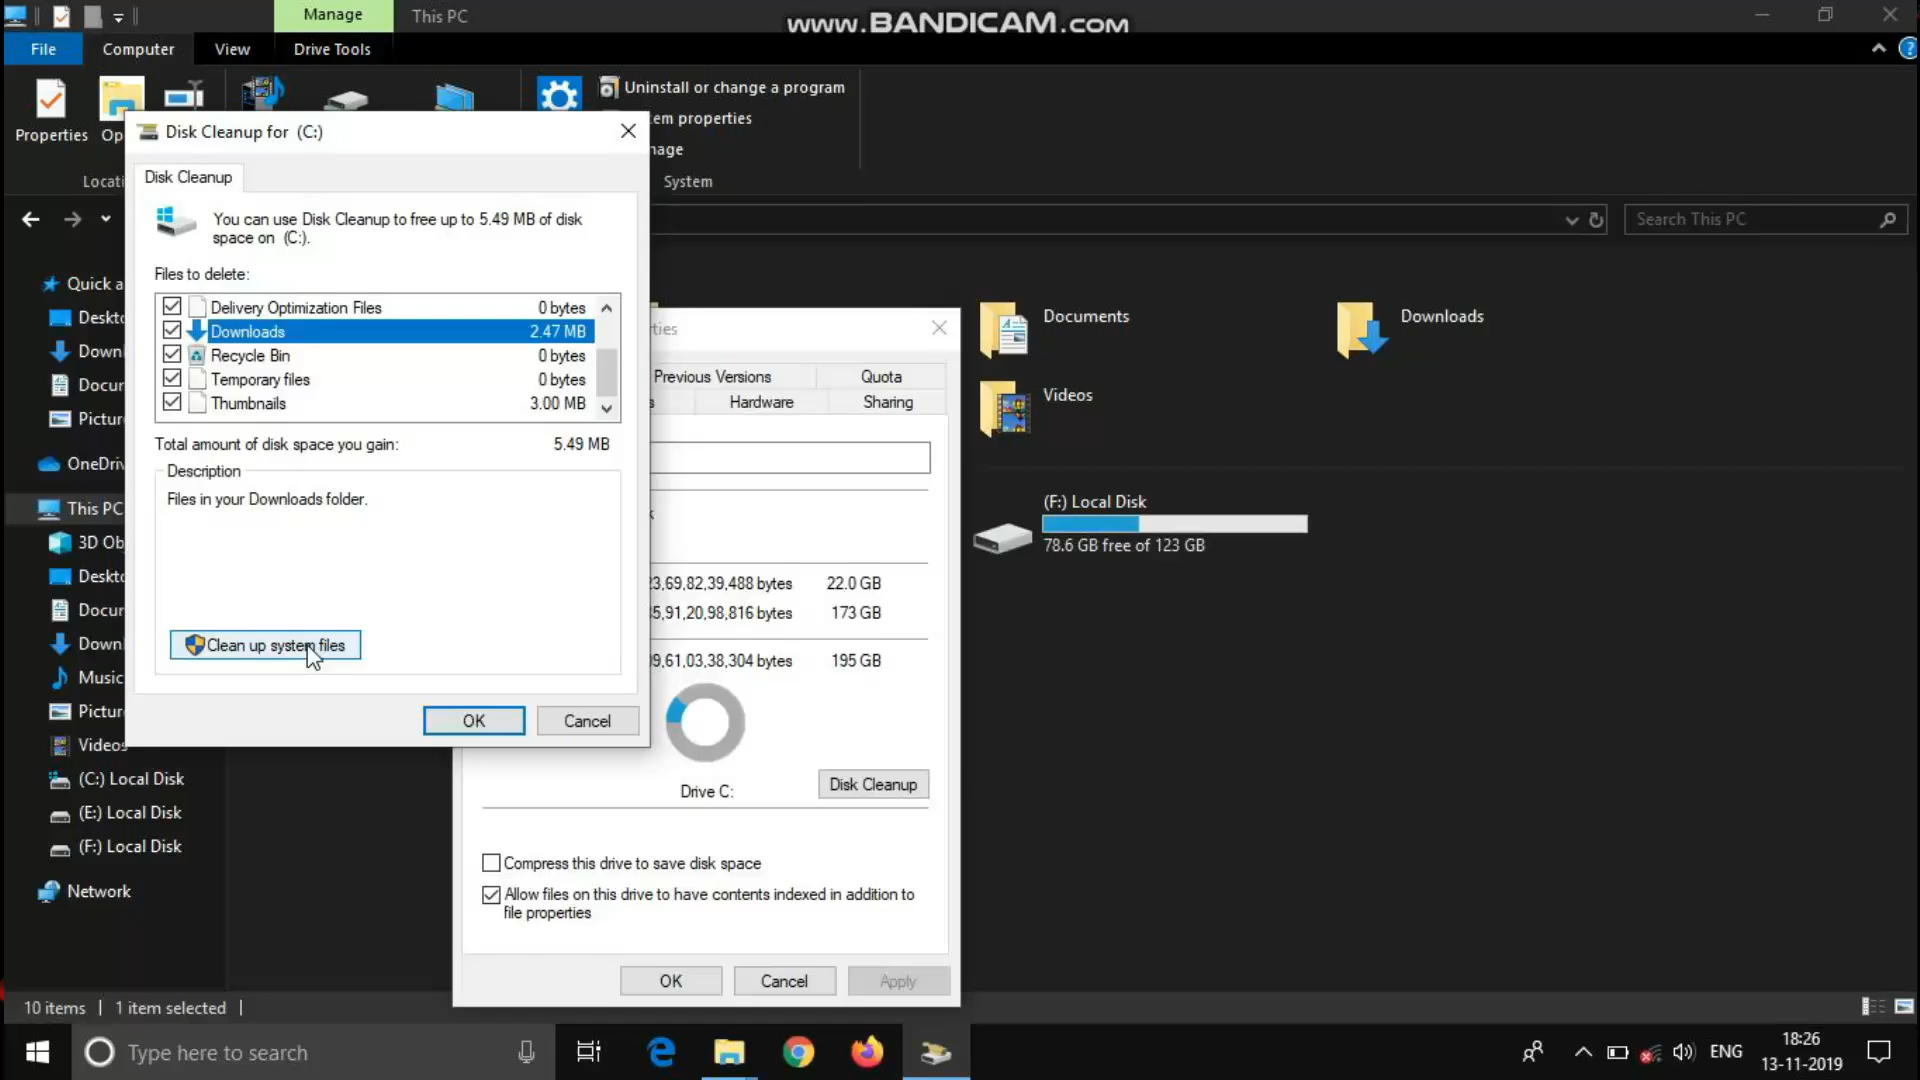 Manage
This PC
www.BANDICAM.com
File
Computer
View
Drive Tools
Properties
Op
Uninstall or change a program
em properties
nage
Locati
System
Disk Cleanup for (C:)
Disk Cleanup
You can use Disk Cleanup to free up to 5.49 MB of disk
space on (C:).
Files to delete:
Delivery Optimization Files 0 bytes
Downloads 2.47 MB
Recycle Bin 0 bytes
Temporary files 0 bytes
Thumbnails 3.00 MB
Total amount of disk space you gain: 5.49 MB
Description
Files in your Downloads folder.
Clean up system files
OK
Cancel
Search This PC
Quick a
Deskto
Down
Docur
Pictur
OneDriv
This PC
3D Ob
Deskto
Docur
Down
Music
Pictur
Videos
(C:) Local Disk
(E:) Local Disk
(F:) Local Disk
Network
rties
Previous Versions
Quota
s
Hardware
Sharing
k
23,69,82,39,488 bytes 22.0 GB
35,91,20,98,816 bytes 173 GB
09,61,03,38,304 bytes 195 GB
Drive C:
Disk Cleanup
Compress this drive to save disk space
Allow files on this drive to have contents indexed in addition to
file properties
OK
Cancel
Apply
Documents
Downloads
Videos
(F:) Local Disk
78.6 GB free of 123 GB
10 items
1 item selected
Type here to search
ENG
18:26
13-11-2019